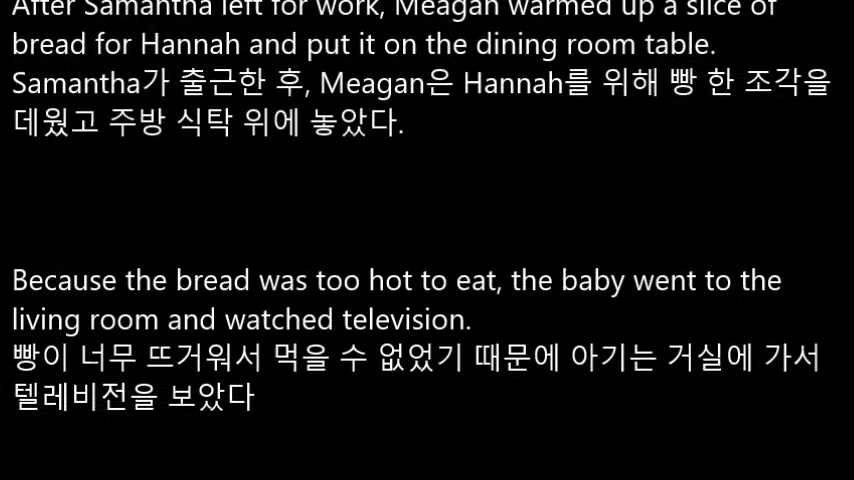 After Samantha left for work, Meagan warmed up a slice of
bread for Hannah and put it on the dining room table.
Samantha가 출근한 후, Meagan은 Hannah를 위해 빵 한 조각을
데웠고 주방 식탁 위에 놓았다.
Because the bread was too hot to eat, the baby went to the
living room and watched television.
빵이 너무 뜨거워서 먹을 수 없었기 때문에 아기는 거실에 가서
텔레비전을 보았다